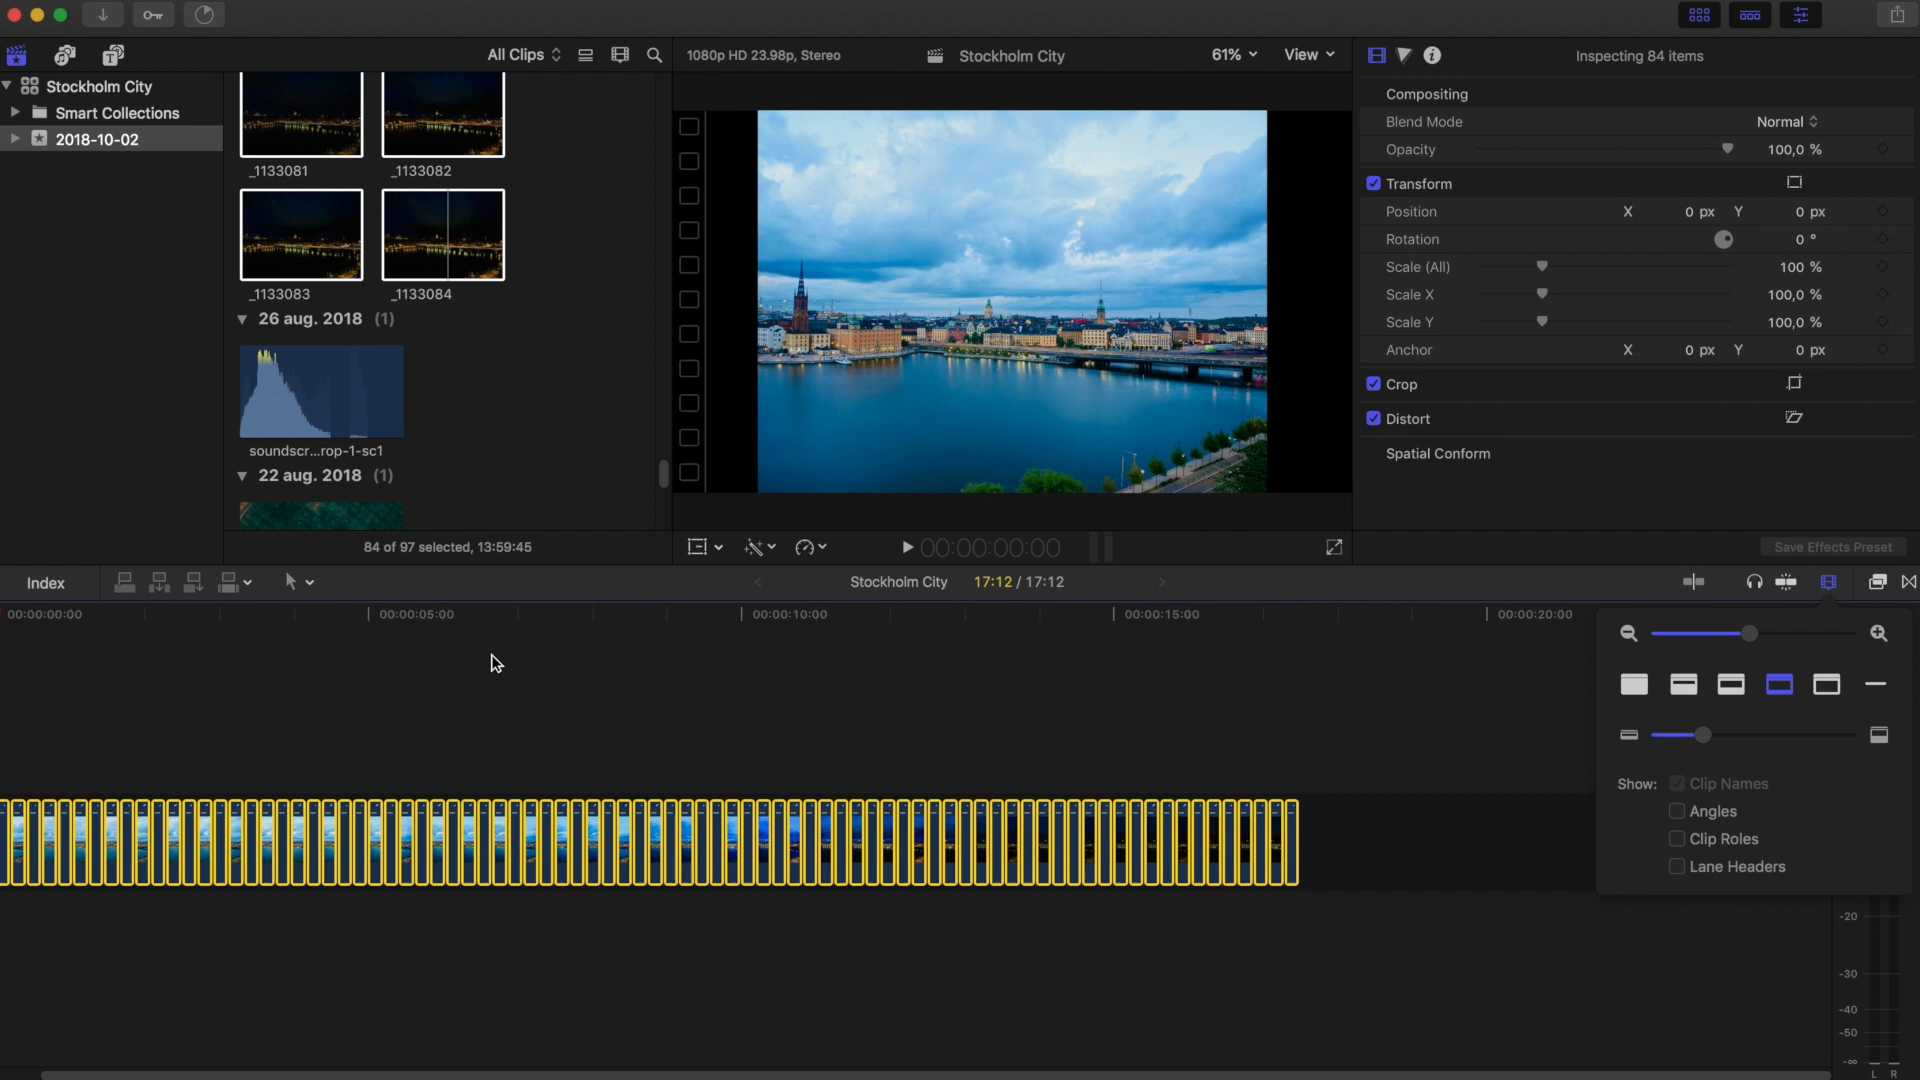 All Clips
1080p HD 23.98p, Stereo
Stockholm City
61%
View
Inspecting 84 items
Stockholm City
Smart Collections
2018-10-02
_1133081
_1133082
_1133083
_1133084
26 aug. 2018 (1)
soundscr...rop-1-sc1
22 aug. 2018 (1)
84 of 97 selected, 13:59:45
00:00:00:00
Compositing
Blend Mode
Normal
Opacity
100,0 %
Transform
Position
X 0 px Y 0 px
Rotation
0 °
Scale (All)
100 %
Scale X
100,0 %
Scale Y
100,0 %
Anchor
X 0 px Y 0 px
Crop
Distort
Spatial Conform
Save Effects Preset
Index
Stockholm City
17:12 / 17:12
00:00:00:00
00:00:05:00
00:00:10:00
00:00:15:00
00:00:20:00
Show:
Clip Names
Angles
Clip Roles
Lane Headers
-20
-30
-40
-50
-∞
L R